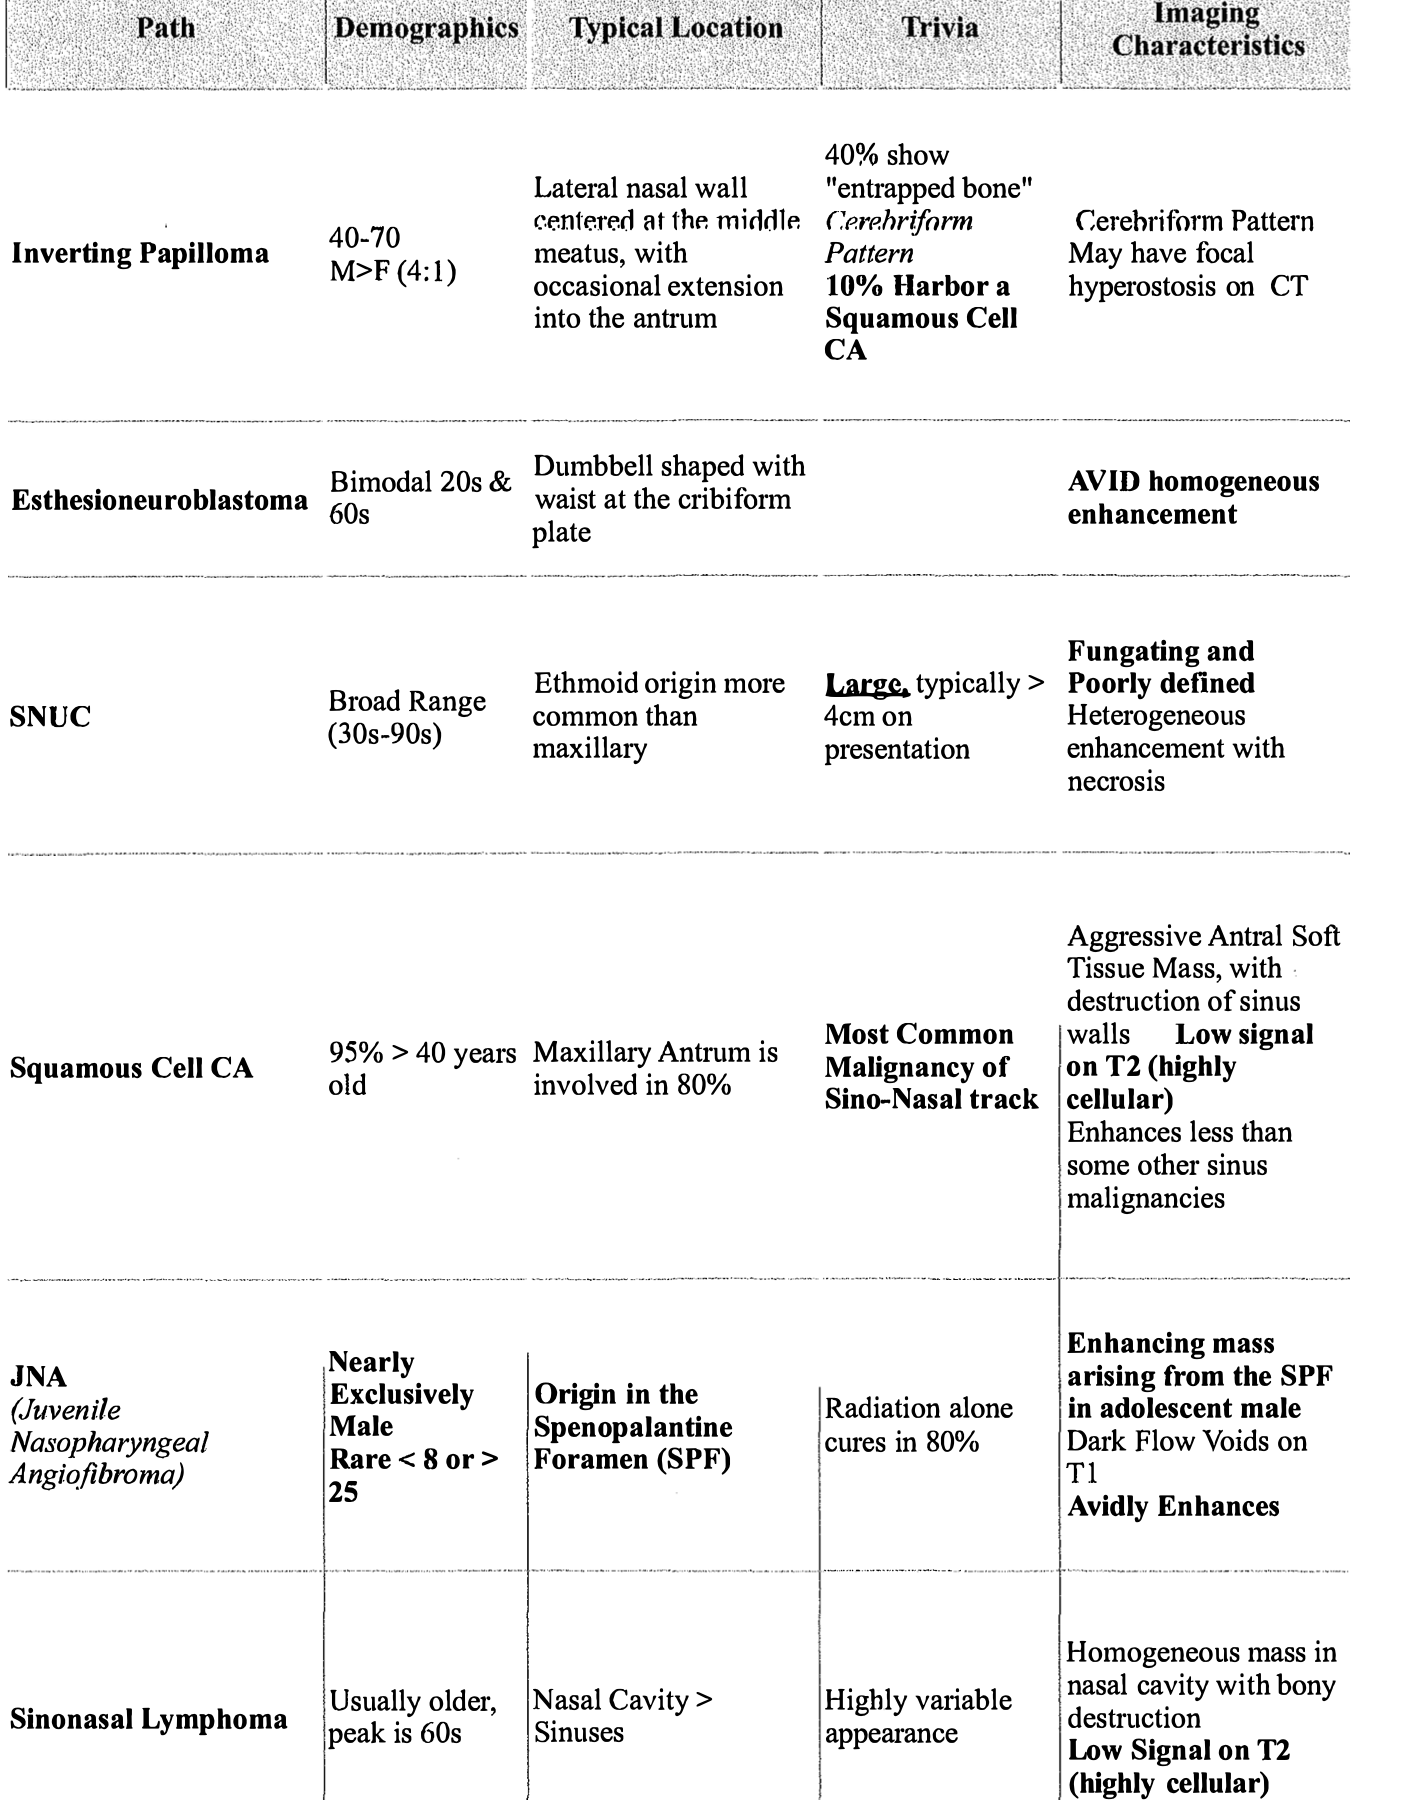 Path
Demographics
Typical Location
Trivia
Imaging
Characteristics
Inverting Papilloma
40-70
M>F (4:1)
Lateral nasal wall
centered at the middle
meatus, with
occasional extension
into the antrum
40% show
"entrapped bone"
Cerebriform
Pattern
10% Harbor a
Squamous Cell
CA
Cerebriform Pattern
May have focal
hyperostosis on CT
Esthesioneuroblastoma
Bimodal 20s &
60s
Dumbbell shaped with
waist at the cribiform
plate
AVID homogeneous
enhancement
SNUC
Broad Range
(30s-90s)
Ethmoid origin more
common than
maxillary
Large, typically >
4cm on
presentation
Fungating and
Poorly defined
Heterogeneous
enhancement with
necrosis
Squamous Cell CA
95% > 40 years
old
Maxillary Antrum is
involved in 80%
Most Common
Malignancy of
Sino-Nasal track
Aggressive Antral Soft
Tissue Mass, with
destruction of sinus
walls Low signal
on T2 (highly
cellular)
Enhances less than
some other sinus
malignancies
JNA
(Juvenile
Nasopharyngeal
Angiofibroma)
Nearly
Exclusively
Male
Rare < 8 or >
25
Origin in the
Spenopalantine
Foramen (SPF)
Radiation alone
cures in 80%
Enhancing mass
arising from the SPF
in adolescent male
Dark Flow Voids on
T1
Avidly Enhances
Sinonasal Lymphoma
Usually older,
peak is 60s
Nasal Cavity >
Sinuses
Highly variable
appearance
Homogeneous mass in
nasal cavity with bony
destruction
Low Signal on T2
(highly cellular)